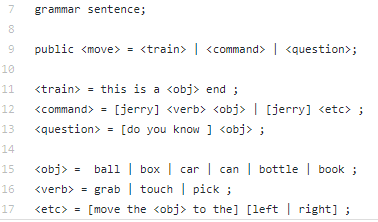 7 grammar sentence;
8
9 public <move> = <train> | <command> | <question>;
10
11 <train> = this is a <obj> end ;
12 <command> = [jerry] <verb> <obj> | [jerry] <etc> ;
13 <question> = [do you know ] <obj> ;
14
15 <obj> =  ball | box | car | can | bottle | book ;
16 <verb> = grab | touch | pick ;
17 <etc> = [move the <obj> to the] [left | right] ;